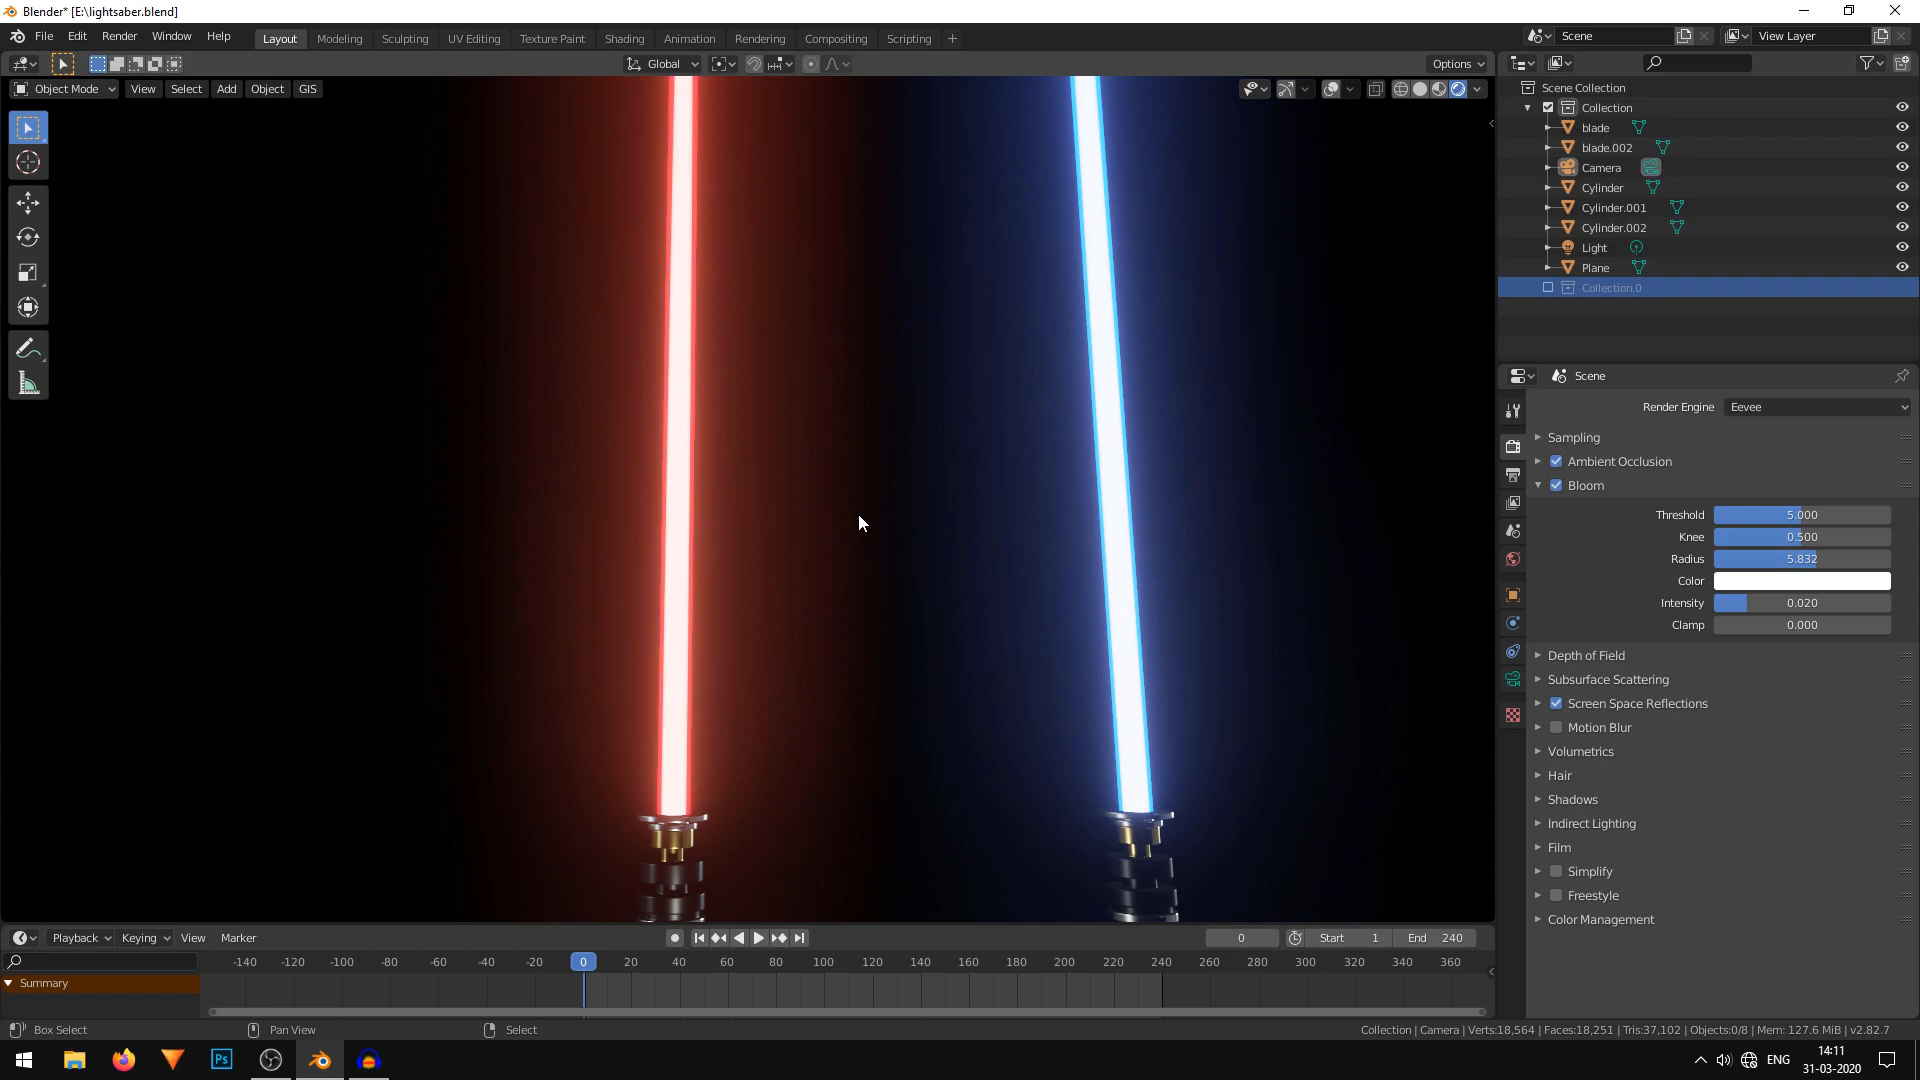 Blender* [E:\lightsaber.blend]
File Edit Render Window Help Layout Modeling Sculpting UV Editing Texture Paint Shading Animation Rendering Compositing Scripting + Scene View Layer
Global Options
Object Mode View Select Add Object GIS
Scene Collection
Collection
blade
blade.002
Camera
Cylinder
Cylinder.001
Cylinder.002
Light
Plane
Collection.0
Scene
Render Engine Eevee
Sampling
Ambient Occlusion
Bloom
Threshold 5.000
Knee 0.500
Radius 5.832
Color
Intensity 0.020
Clamp 0.000
Depth of Field
Subsurface Scattering
Screen Space Reflections
Motion Blur
Volumetrics
Hair
Shadows
Indirect Lighting
Film
Simplify
Freestyle
Color Management
Playback Keying View Marker 0 Start 1 End 240
-140 -120 -100 -80 -60 -40 -20 0 20 40 60 80 100 120 140 160 180 200 220 240 260 280 300 320 340 360
Summary
Box Select Pan View Select Collection | Camera | Verts:18,564 | Faces:18,251 | Tris:37,102 | Objects:0/8 | Mem: 127.6 MiB | v2.82.7
Ps ENG 14:11
31-03-2020